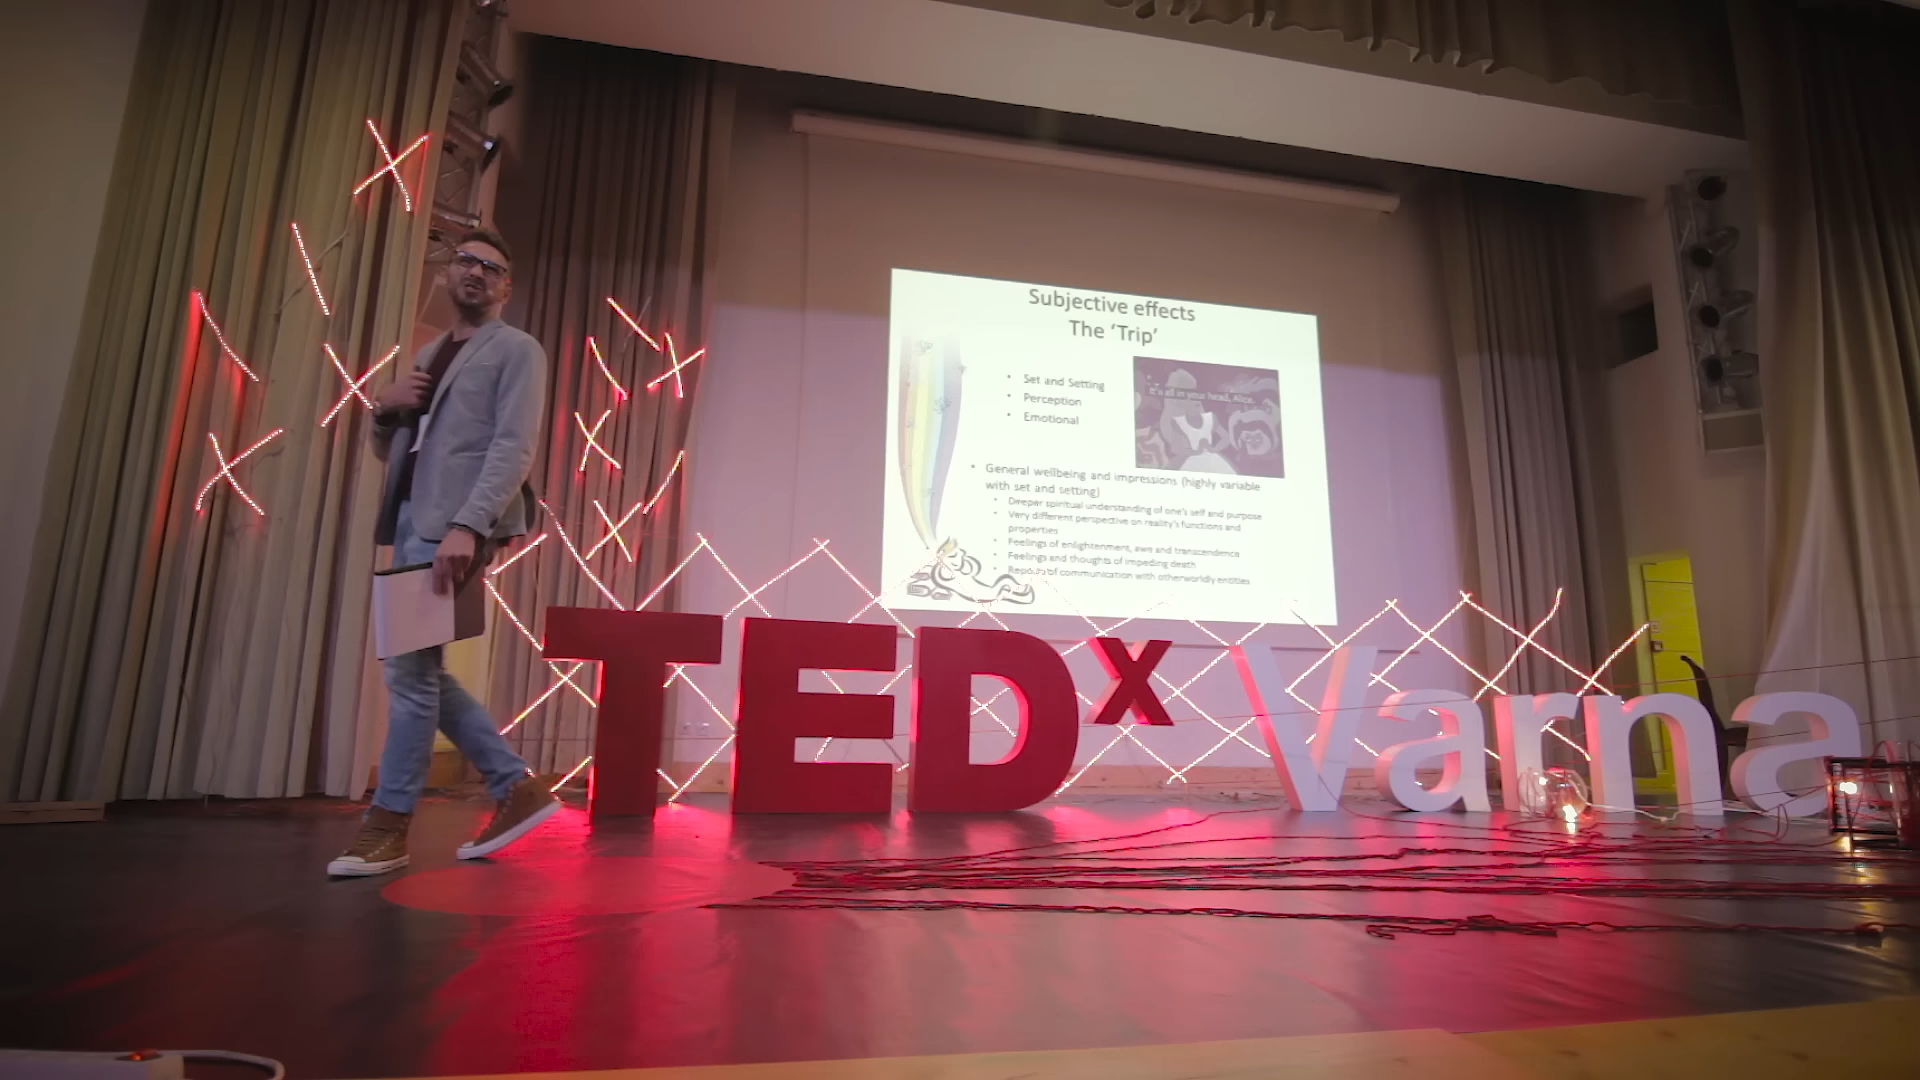 Subjective effects
The 'Trip'
• Set and Setting
• Perception
• Emotional
It's all in your head, Alice.
• General wellbeing and impressions (highly variable
with set and setting)
• Deeper spiritual understanding of one's self and purpose
• Very different perspective on reality's functions and
properties
• Feelings of enlightenment, awe and transcendence
• Feelings and thoughts of impeding death
• Reports of communication with otherworldly entities
TEDx Varna